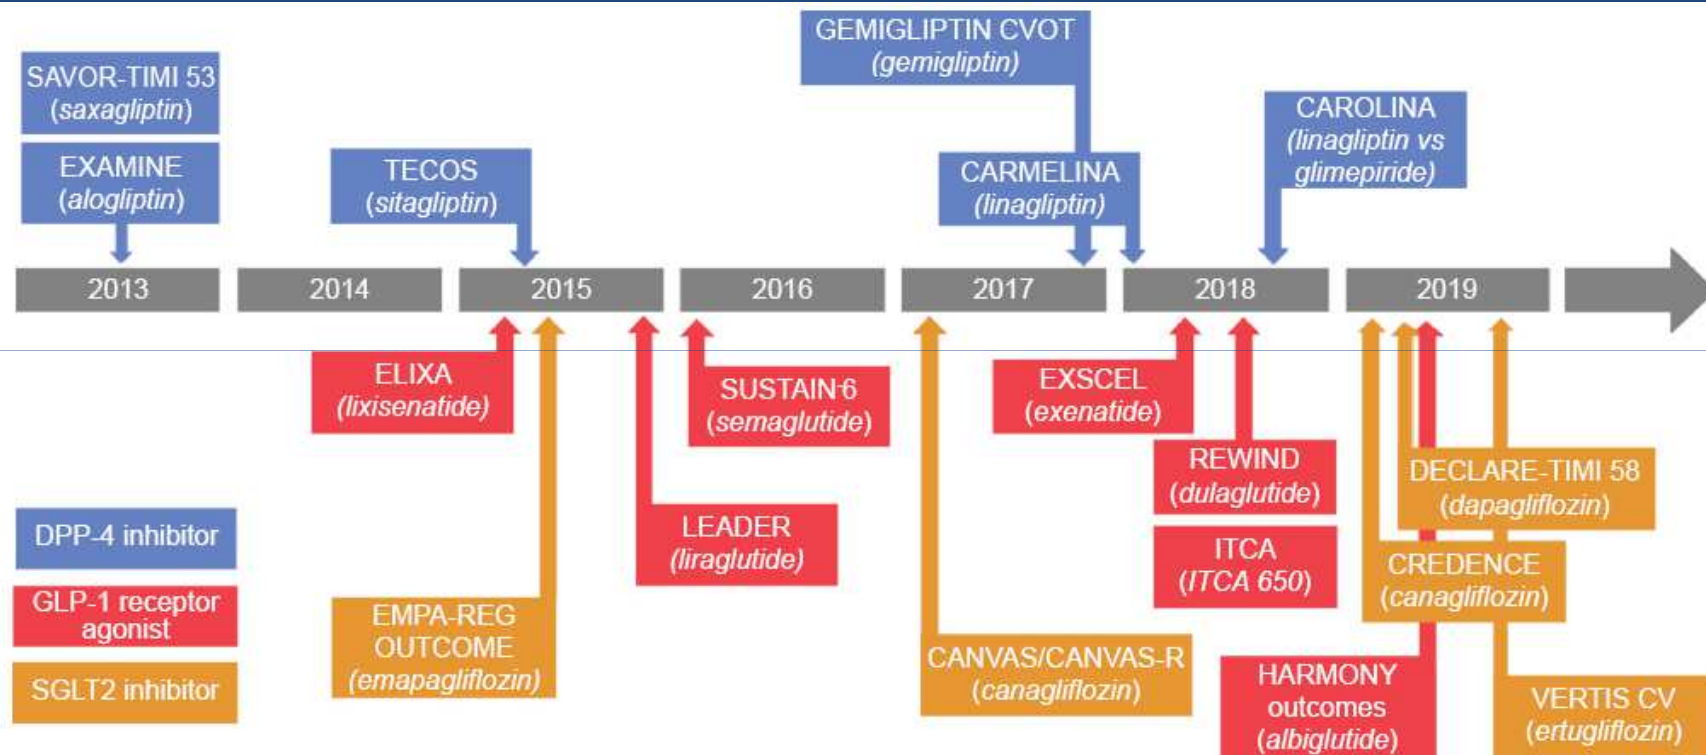 GEMIGLIPTIN CVOT
(gemigliptin)
SAVOR-TIMI 53
(saxagliptin)
EXAMINE
(alogliptin)
TECOS
(sitagliptin)
CARMELINA
(linagliptin)
CAROLINA
(linagliptin vs
glimepiride)
2013
2014
2015
2016
2017
2018
2019
ELIXA
(lixisenatide)
SUSTAIN-6
(semaglutide)
EXSCEL
(exenatide)
REWIND
(dulaglutide)
DECLARE-TIMI 58
(dapagliflozin)
LEADER
(liraglutide)
ITCA
(ITCA 650)
CREDENCE
(canagliflozin)
EMPA-REG
OUTCOME
(emapagliflozin)
CANVAS/CANVAS-R
(canagliflozin)
HARMONY
outcomes
(albiglutide)
VERTIS CV
(ertugliflozin)
DPP-4 inhibitor
GLP-1 receptor
agonist
SGLT2 inhibitor